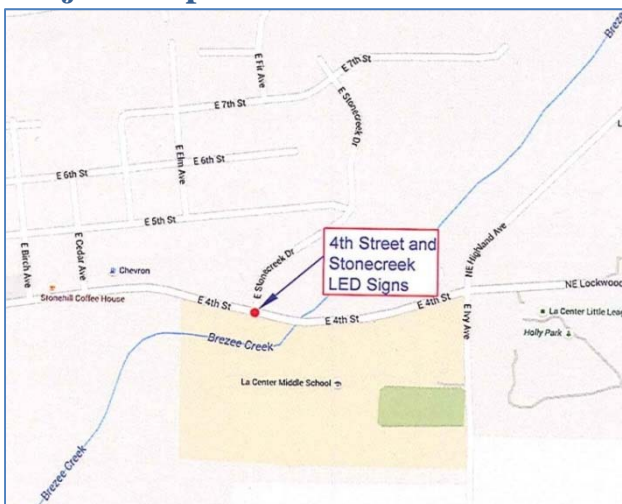 Breze
E Fir Ave
E 7th St
E 7th St
E Stonecreek Dr
E Elm Ave
E 6th St
E 6th St
E 5th St
NE Highland Ave
E Birch Ave
E Cedar Ave
Chevron
E Stonecreek Dr
4th Street and
Stonecreek
LED Signs
NE Lockwood
Stonehill Coffee House
E 4th St
E 4th St
E 4th St
E Ivy Ave
La Center Little Leag
Holly Park
Brezee Creek
La Center Middle School
Brezee Creek